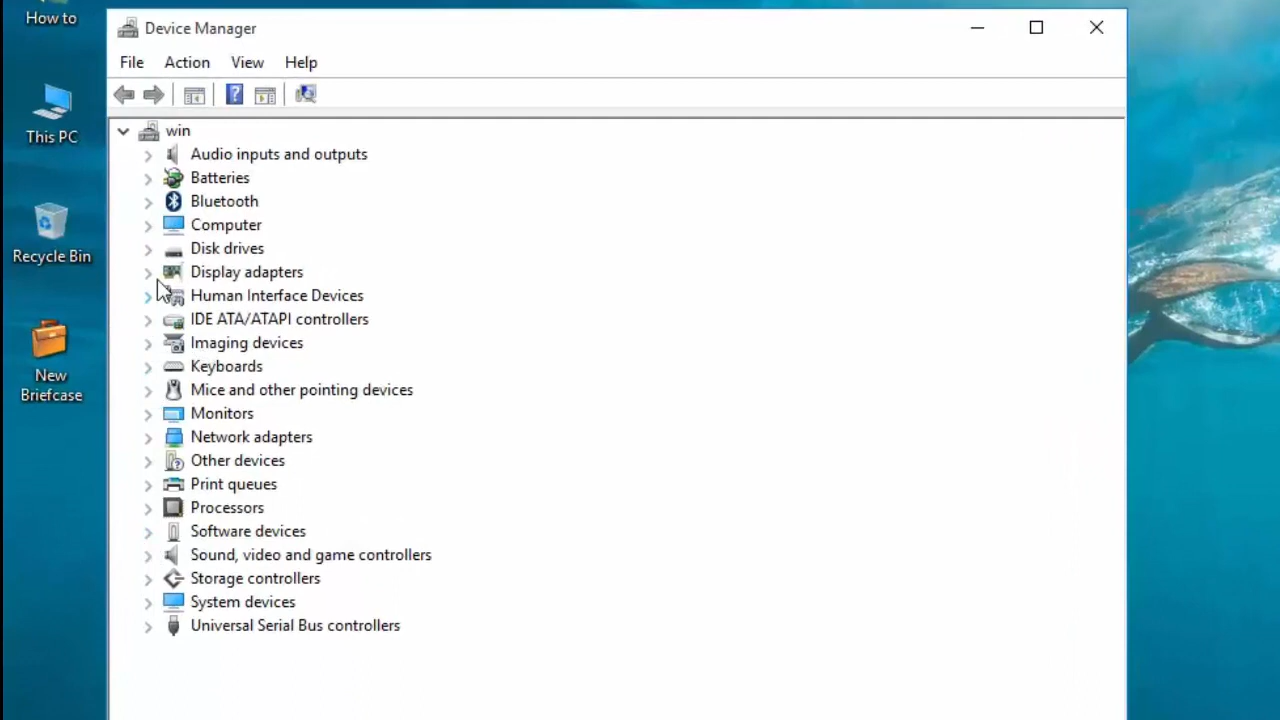 How to
This PC
Recycle Bin
New
Briefcase
Device Manager
File Action View Help
?
win
Audio inputs and outputs
Batteries
Bluetooth
Computer
Disk drives
Display adapters
Human Interface Devices
IDE ATA/ATAPI controllers
Imaging devices
Keyboards
Mice and other pointing devices
Monitors
Network adapters
Other devices
Print queues
Processors
Software devices
Sound, video and game controllers
Storage controllers
System devices
Universal Serial Bus controllers